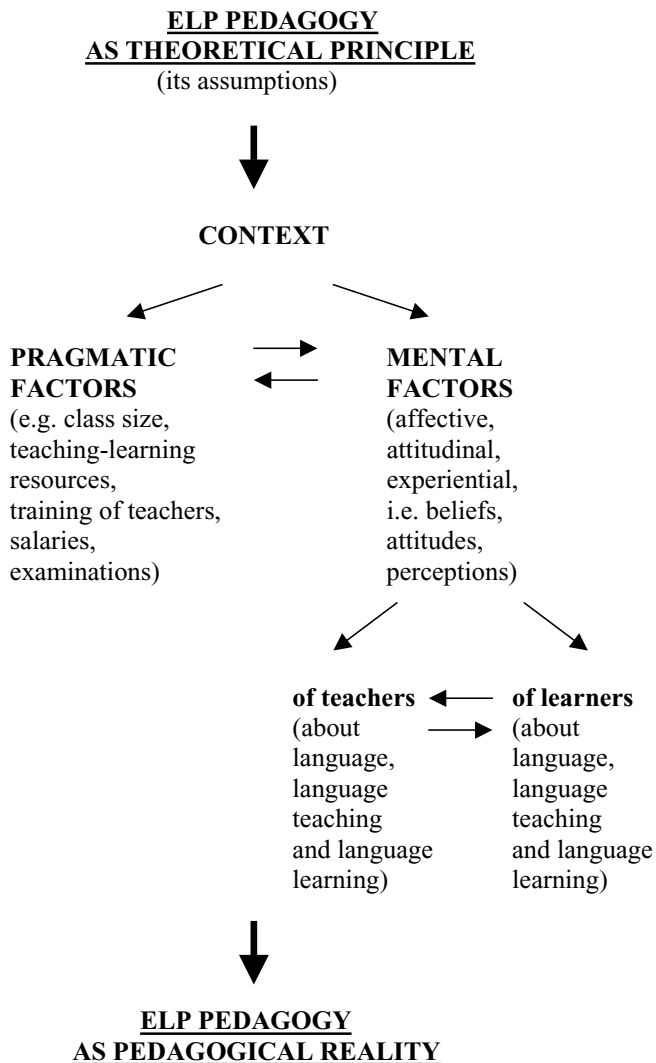 ELP PEDAGOGY
AS THEORETICAL PRINCIPLE
(its assumptions)
CONTEXT
PRAGMATIC
FACTORS
(e.g. class size,
teaching-learning
resources,
training of teachers,
salaries,
examinations)
MENTAL
FACTORS
(affective,
attitudinal,
experiential,
i.e. beliefs,
attitudes,
perceptions)
of teachers
(about
language,
language
teaching
and language
learning)
of learners
(about
language,
language
teaching
and language
learning)
ELP PEDAGOGY
AS PEDAGOGICAL REALITY